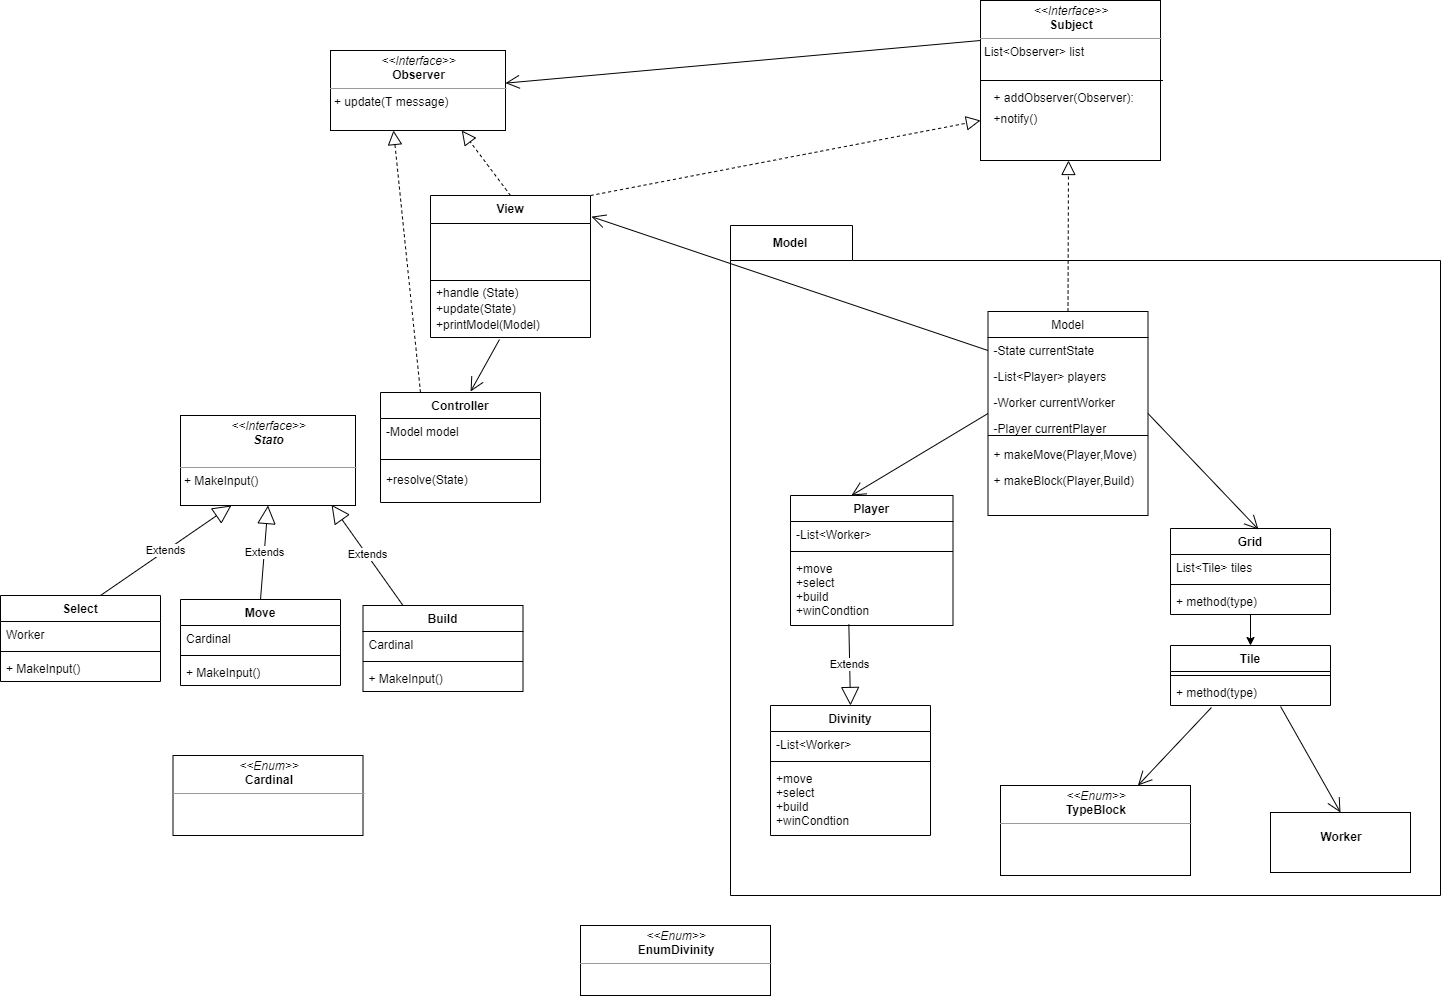 <<Interface>>
Subject
List<Observer> list
+ addObserver(Observer):
+notify()
<<Interface>>
Observer
+ update(T message)
View
+handle (State)
+update(State)
+printModel(Model)
Model
Model
-State currentState
-List<Player> players
-Worker currentWorker
-Player currentPlayer
+ makeMove(Player,Move)
+ makeBlock(Player,Build)
Controller
-Model model
+resolve(State)
<<Interface>>
Stato
+ MakeInput()
Extends
Extends
Extends
Select
Worker
+ MakeInput()
Move
Cardinal
+ MakeInput()
Build
Cardinal
+ MakeInput()
Player
-List<Worker>
+move
+select
+build
+winCondtion
Extends
Divinity
-List<Worker>
+move
+select
+build
+winCondtion
Grid
List<Tile> tiles
+ method(type)
Tile
+ method(type)
<<Enum>>
TypeBlock
Worker
<<Enum>>
Cardinal
<<Enum>>
EnumDivinity